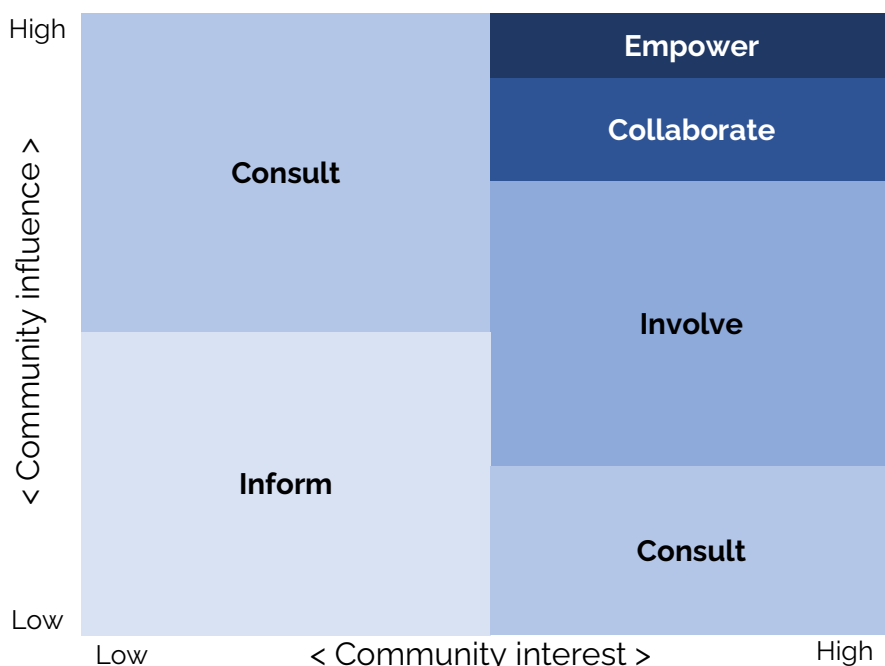 High
Empower
Collaborate
Consult
< Community influence >
Involve
Inform
Consult
Low
Low
< Community interest >
High